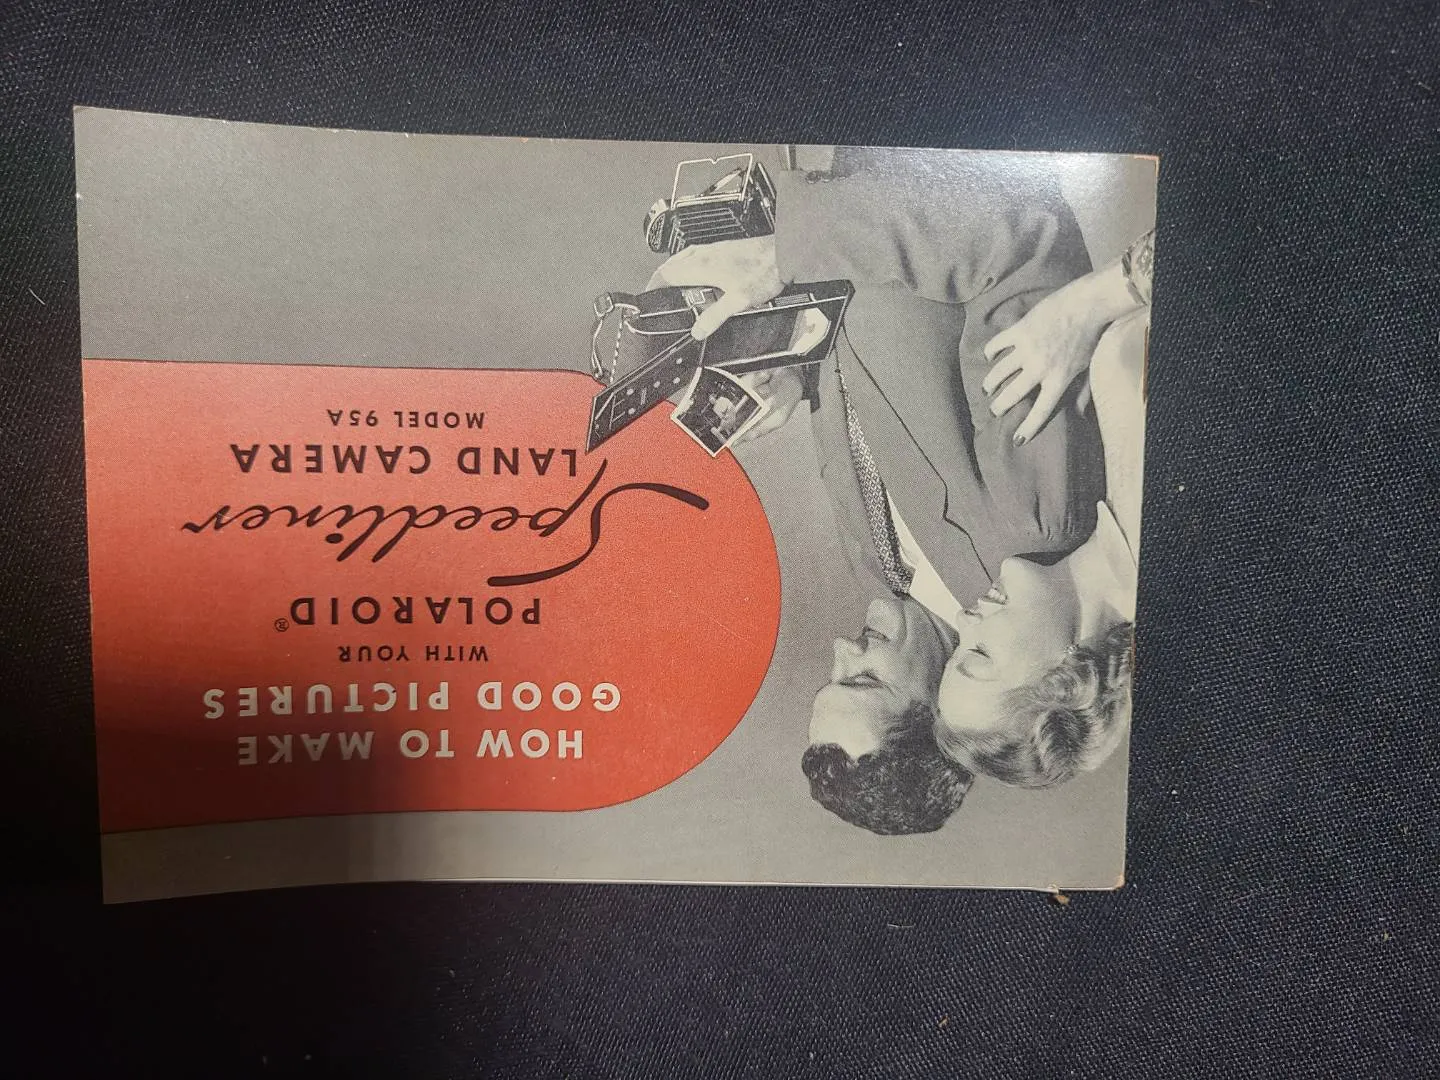 HOW TO MAKE
GOOD PICTURES
WITH YOUR
POLAROID®
Speedliner
LAND CAMERA
MODEL 95A